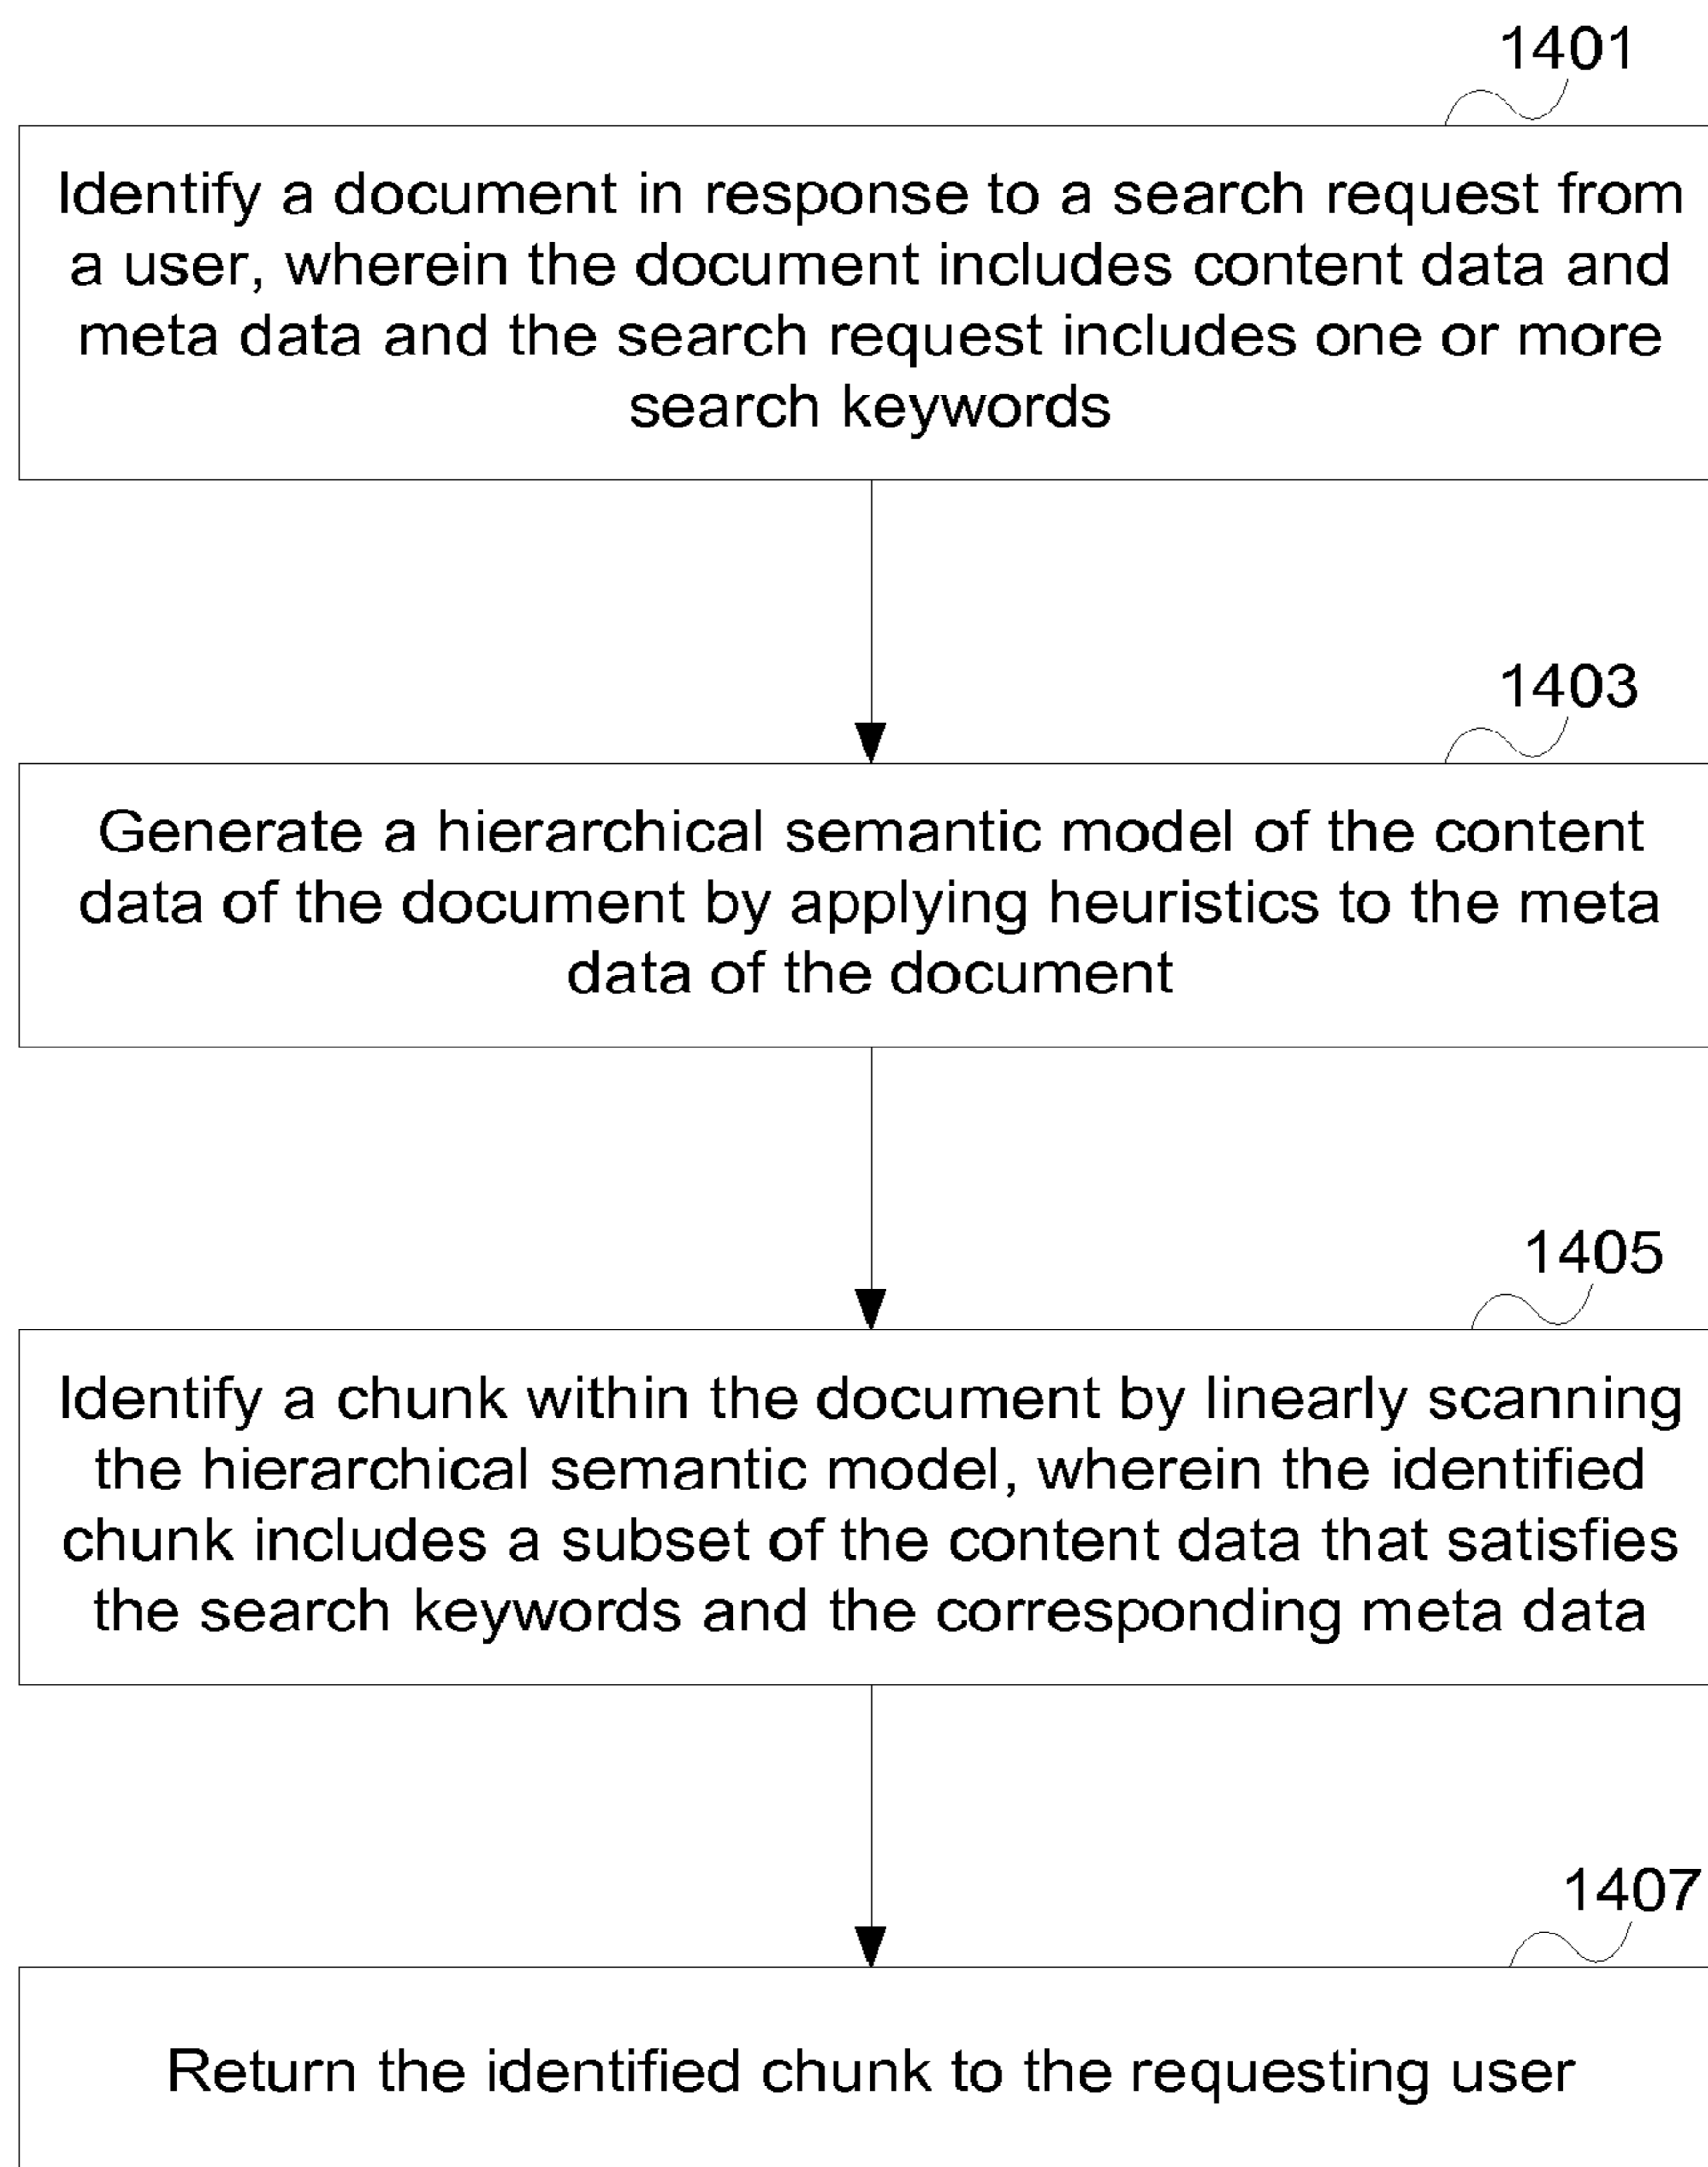 1401
Identify a document in response to a search request from
a user, wherein the document includes content data and
meta data and the search request includes one or more
search keywords
1403
Generate a hierarchical semantic model of the content
data of the document by applying heuristics to the meta
data of the document
1405
Identify a chunk within the document by linearly scanning
the hierarchical semantic model, wherein the identified
chunk includes a subset of the content data that satisfies
the search keywords and the corresponding meta data
1407
Return the identified chunk to the requesting user